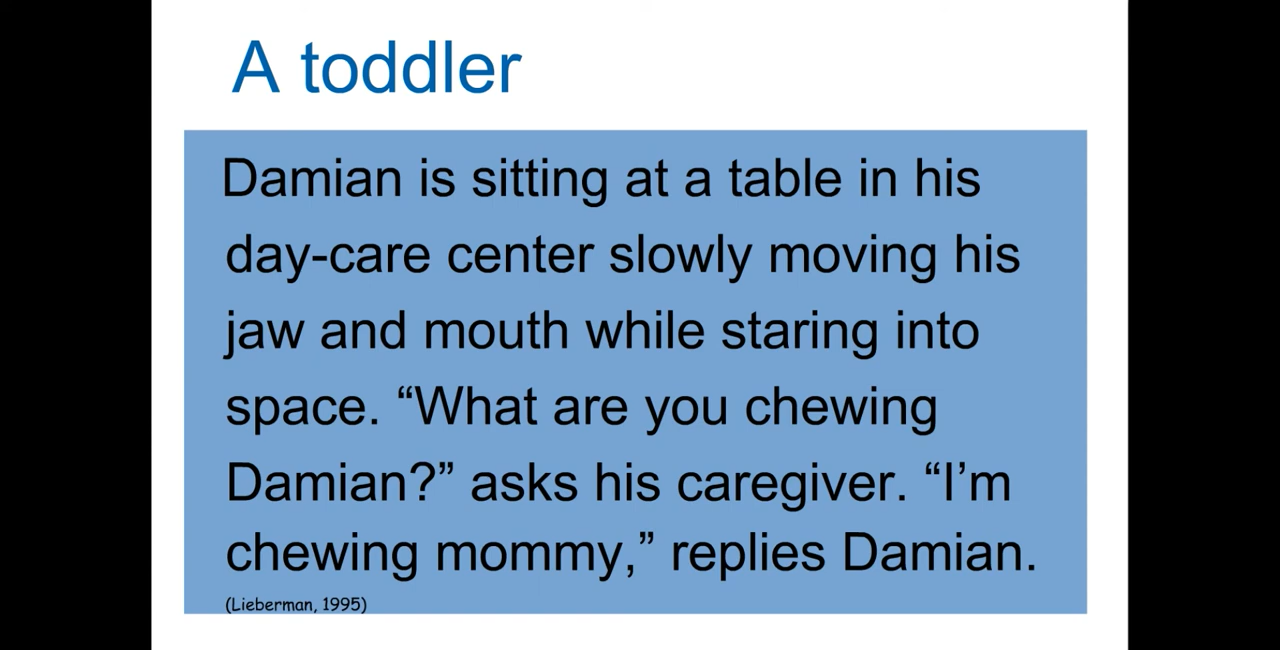 A toddler
Damian is sitting at a table in his
day-care center slowly moving his
jaw and mouth while staring into
space. “What are you chewing
Damian?” asks his caregiver. “I’m
chewing mommy,” replies Damian.
(Lieberman, 1995)